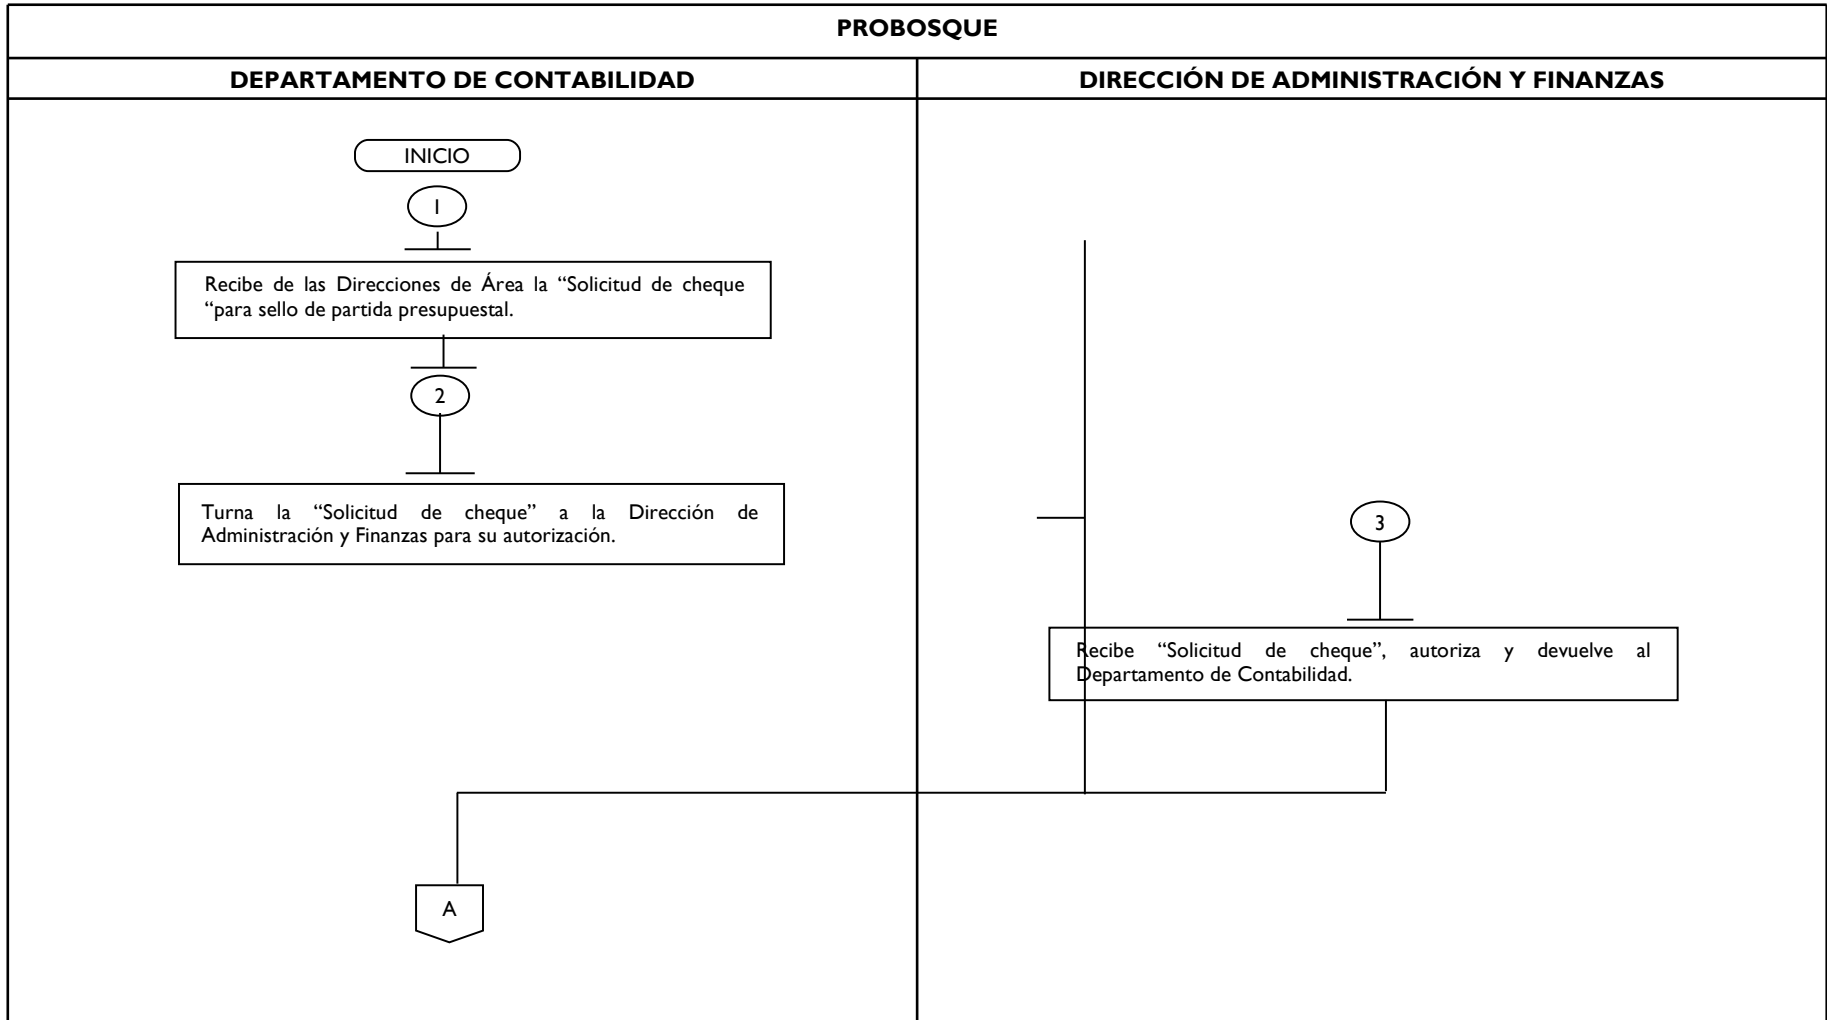 PROBOSQUE
DEPARTAMENTO DE CONTABILIDAD
DIRECCIÓN DE ADMINISTRACIÓN Y FINANZAS
INICIO
1
Recibe de las Direcciones de Área la “Solicitud de cheque
“para sello de partida presupuestal.
2
Turna la “Solicitud de cheque” a la Dirección de
Administración y Finanzas para su autorización.
3
Recibe “Solicitud de cheque”, autoriza y devuelve al
Departamento de Contabilidad.
A